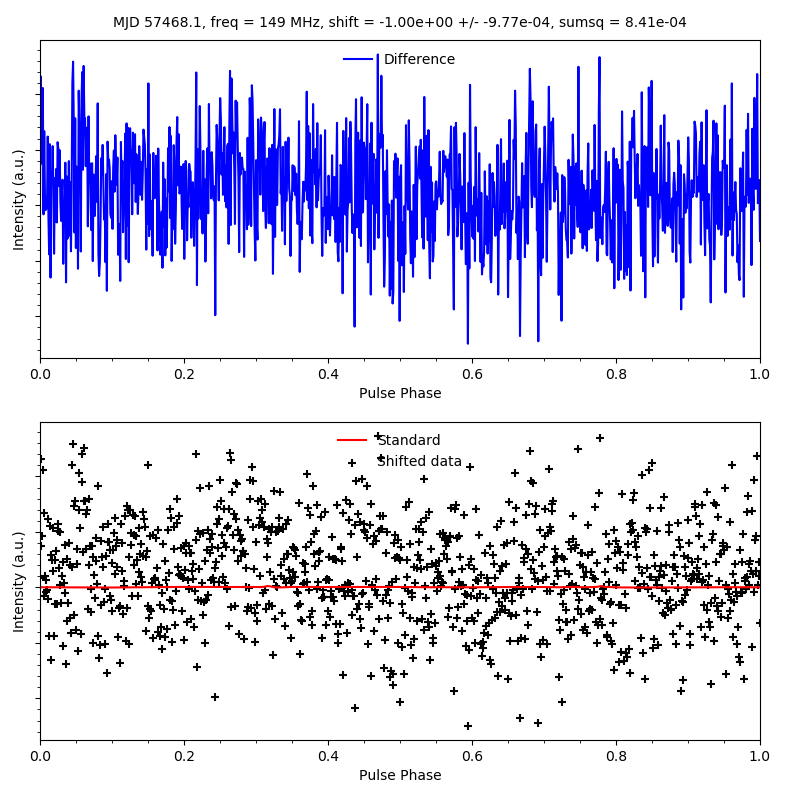 MJD 57468.1, freq = 149 MHz, shift = -1.00e+00 +/- -9.77e-04, sumsq = 8.41e-04
Difference
Intensity (a.u.)
0.0 0.2 0.4 0.6 0.8 1.0
Pulse Phase
Standard
Shifted data
Intensity (a.u.)
0.0 0.2 0.4 0.6 0.8 1.0
Pulse Phase